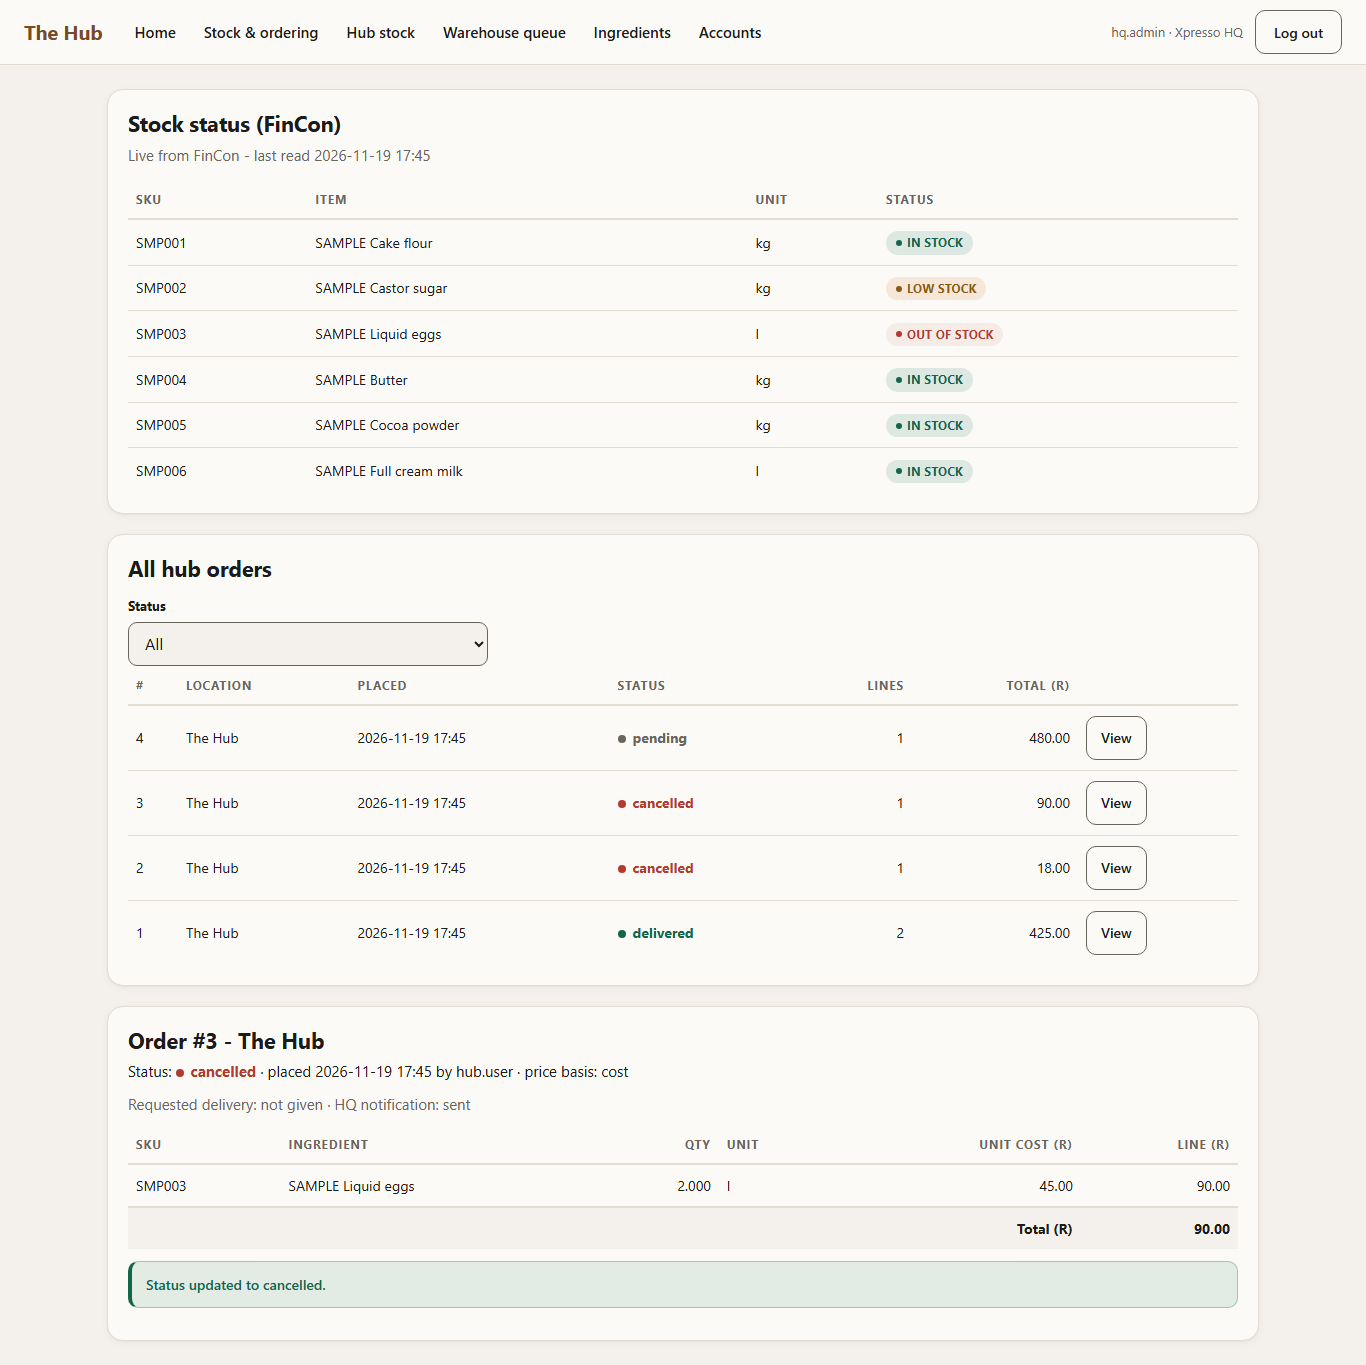 The Hub Home Stock & ordering Hub stock Warehouse queue Ingredients Accounts hq.admin · Xpresso HQ Log out
Stock status (FinCon)
Live from FinCon - last read 2026-11-19 17:45
SKU ITEM UNIT STATUS
SMP001 SAMPLE Cake flour kg IN STOCK
SMP002 SAMPLE Castor sugar kg LOW STOCK
SMP003 SAMPLE Liquid eggs l OUT OF STOCK
SMP004 SAMPLE Butter kg IN STOCK
SMP005 SAMPLE Cocoa powder kg IN STOCK
SMP006 SAMPLE Full cream milk l IN STOCK
All hub orders
Status
All
# LOCATION PLACED STATUS LINES TOTAL (R)
4 The Hub 2026-11-19 17:45 pending 1 480.00 View
3 The Hub 2026-11-19 17:45 cancelled 1 90.00 View
2 The Hub 2026-11-19 17:45 cancelled 1 18.00 View
1 The Hub 2026-11-19 17:45 delivered 2 425.00 View
Order #3 - The Hub
Status: cancelled · placed 2026-11-19 17:45 by hub.user · price basis: cost
Requested delivery: not given · HQ notification: sent
SKU INGREDIENT QTY UNIT UNIT COST (R) LINE (R)
SMP003 SAMPLE Liquid eggs 2.000 l 45.00 90.00
Total (R) 90.00
Status updated to cancelled.